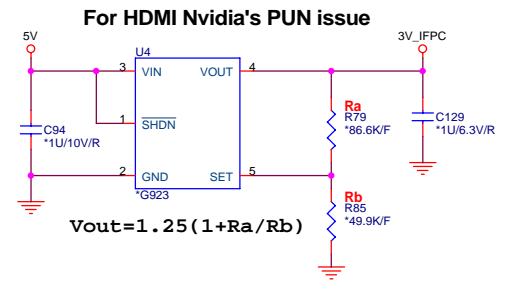 For HDMI Nvidia's PUN issue
5V
3V_IFPC
U4
3 VIN VOUT 4
Ra
R79
*86.6K/F
C129
*1U/6.3V/R
1 SHDN
C94
*1U/10V/R
2 GND SET 5
*G923
Rb
R85
*49.9K/F
Vout=1.25(1+Ra/Rb)